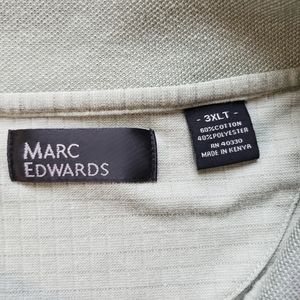 MARC
EDWARDS
- 3XLT -
60%COTTON
40%POLYESTER
RN 40330
MADE IN KENYA